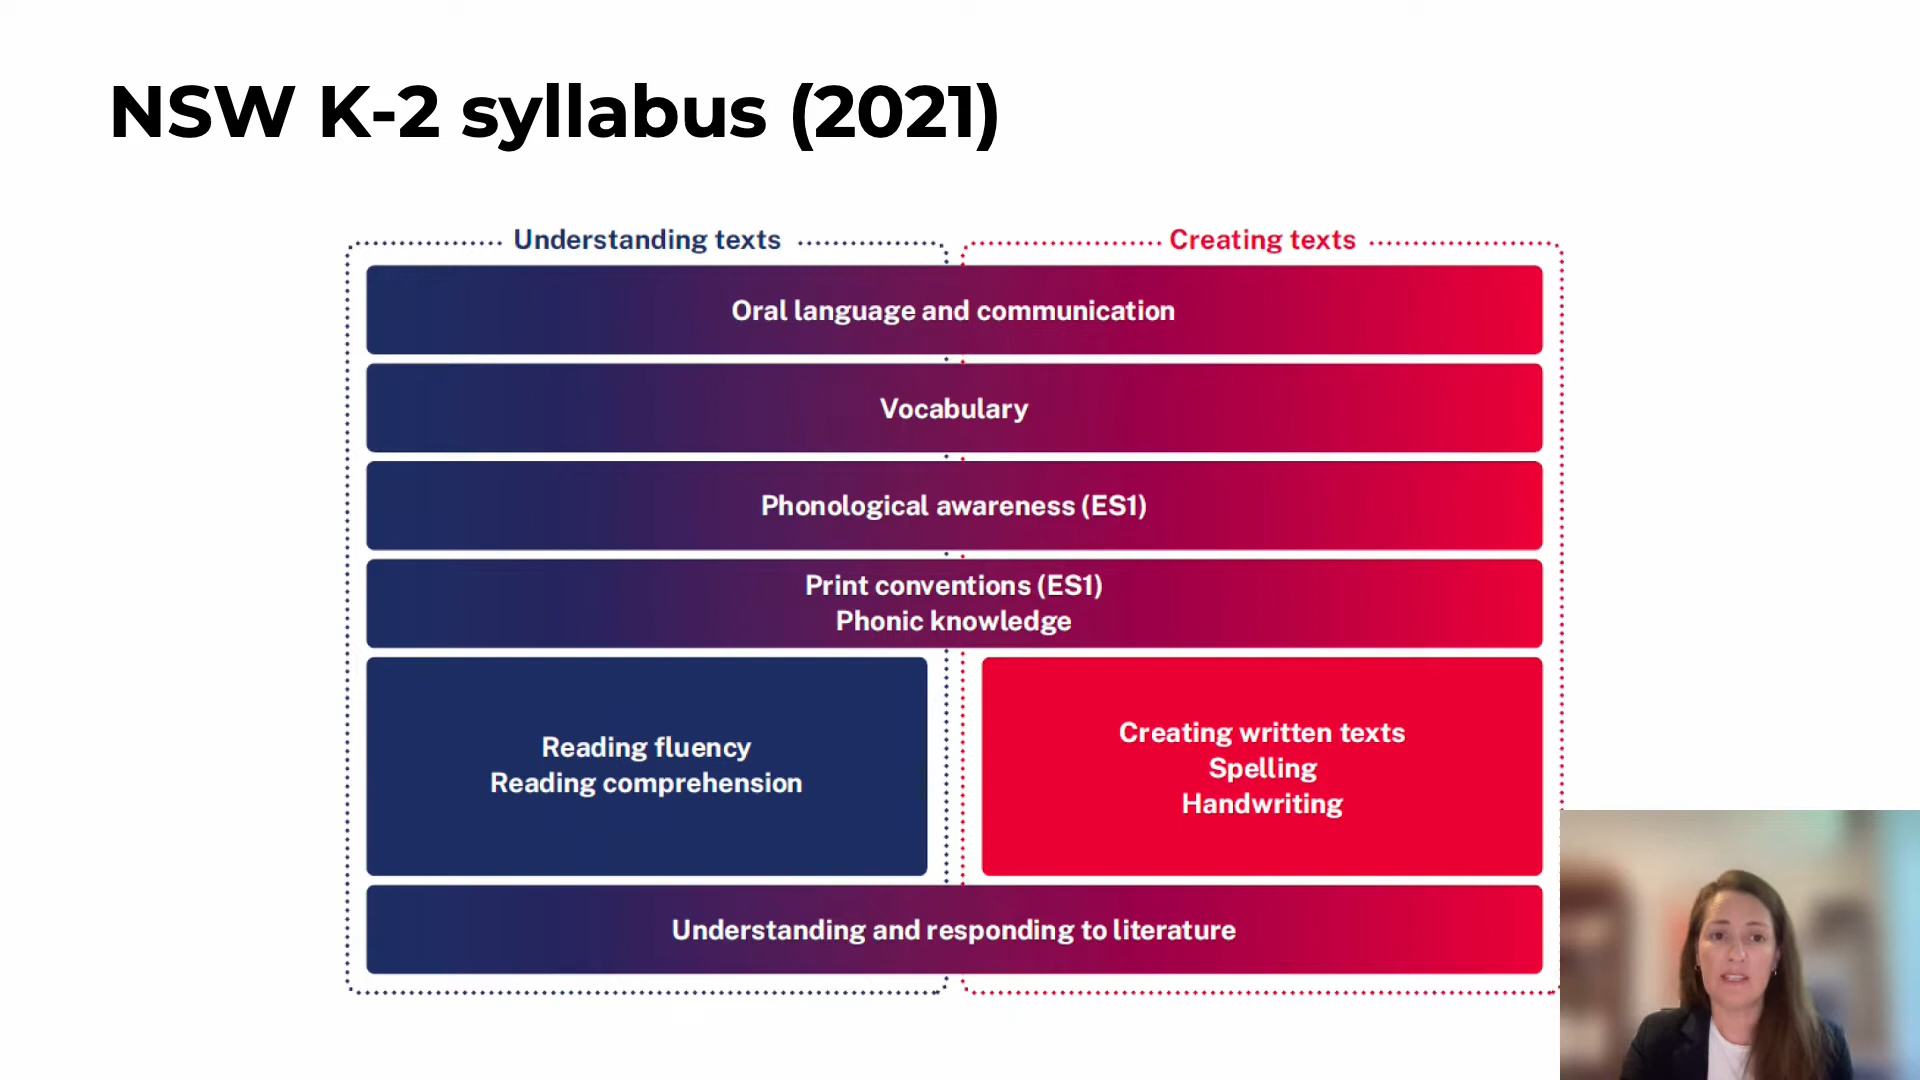 NSW K-2 syllabus (2021)
Understanding texts
Creating texts
Oral language and communication
Vocabulary
Phonological awareness (ES1)
Print conventions (ES1)
Phonic knowledge
Reading fluency
Reading comprehension
Creating written texts
Spelling
Handwriting
Understanding and responding to literature